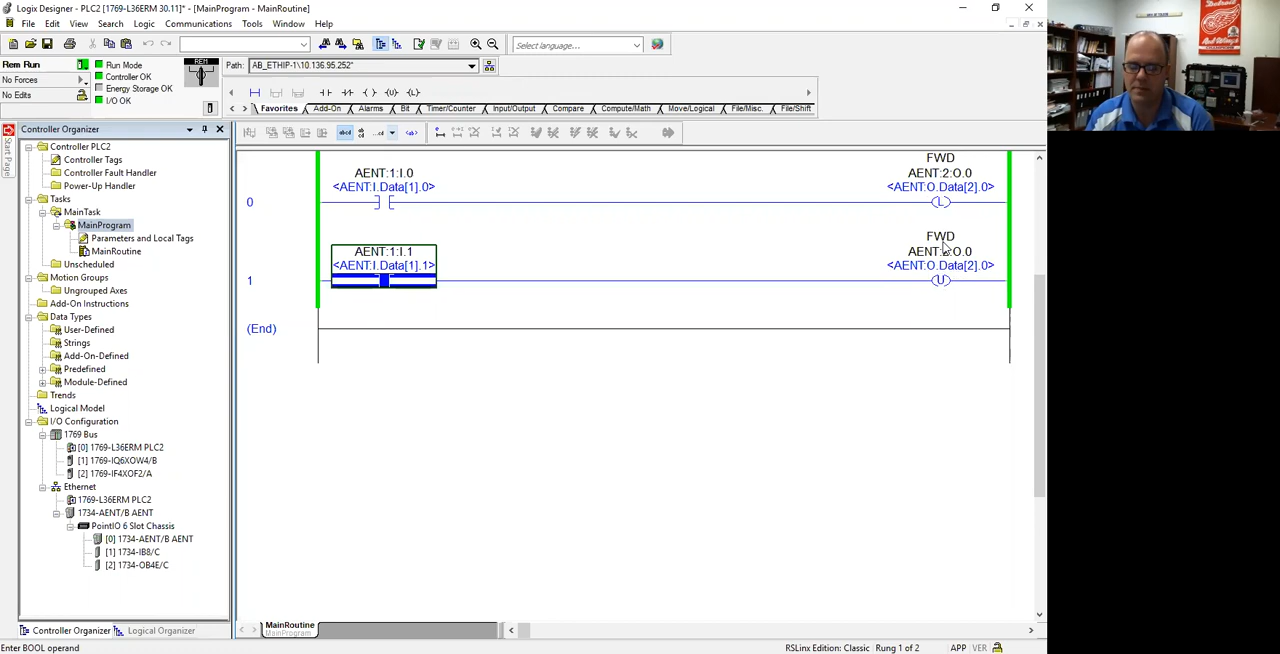 Logix Designer - PLC2 [1769-L36ERM 30.11]* - [MainProgram - MainRoutine]
File Edit View Search Logic Communications Tools Window Help
Select language...
Rem Run
No Forces
No Edits
Run Mode
Controller OK
Energy Storage OK
I/O OK
REM
Path: AB_ETHIP-1\10.136.95.252*
Favorites Add-On Alarms Bit Timer/Counter Input/Output Compare Compute/Math Move/Logical File/Misc. File/Shift
Start Page
Controller Organizer
Controller PLC2
Controller Tags
Controller Fault Handler
Power-Up Handler
Tasks
MainTask
MainProgram
Parameters and Local Tags
MainRoutine
Unscheduled
Motion Groups
Ungrouped Axes
Add-On Instructions
Data Types
User-Defined
Strings
Add-On-Defined
Predefined
Module-Defined
Trends
Logical Model
I/O Configuration
1769 Bus
[0] 1769-L36ERM PLC2
[1] 1769-IQ6XOW4/B
[2] 1769-IF4XOF2/A
Ethernet
1769-L36ERM PLC2
1734-AENT/B AENT
PointIO 6 Slot Chassis
[0] 1734-AENT/B AENT
[1] 1734-IB8/C
[2] 1734-OB4E/C
Controller Organizer Logical Organizer
FWD
AENT:1:I.0 AENT:2:O.0
<AENT:I.Data[1].0> <AENT:O.Data[2].0>
0 L
FWD
AENT:1:I.1
<AENT:I.Data[1].1> <AENT:O.Data[2].0>
1 U
(End)
MainRoutine
MainProgram
Enter BOOL operand
RSLinx Edition: Classic Rung 1 of 2 APP VER